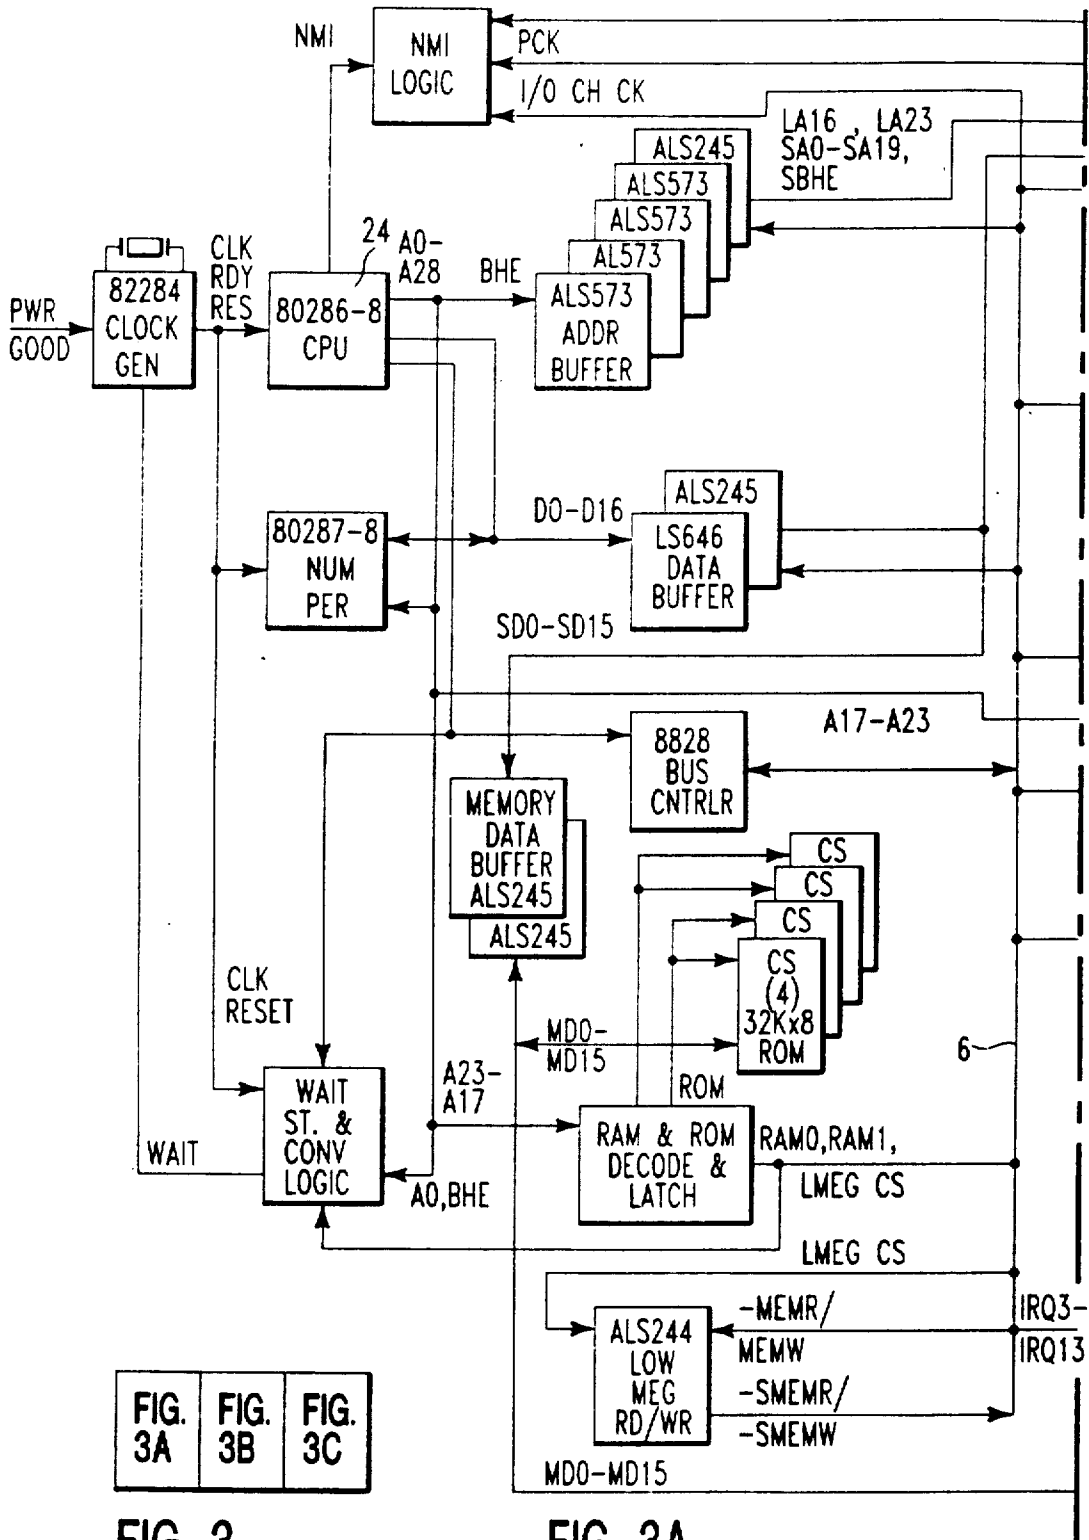 NMI
NMI
LOGIC
PCK
I/O CH CK
LA16 , LA23
SA0-SA19,
SBHE
ALS245
ALS573
ALS573
AL573
ALS573
ADDR
BUFFER
24
A0-
A28
BHE
CLK
RDY
RES
PWR
GOOD
82284
CLOCK
GEN
80286-8
CPU
80287-8
NUM
PER
D0-D16
ALS245
LS646
DATA
BUFFER
SD0-SD15
A17-A23
8828
BUS
CNTRLR
MEMORY
DATA
BUFFER
ALS245
ALS245
CS
CS
CS
CS
(4)
32Kx8
ROM
CLK
RESET
MD0-
MD15
6
A23-
A17
ROM
WAIT
ST. &
CONV
LOGIC
WAIT
A0,BHE
RAM & ROM
DECODE &
LATCH
RAM0,RAM1,
LMEG CS
LMEG CS
ALS244
LOW
MEG
RD/WR
-MEMR/
MEMW
IRQ3-
IRQ13
-SMEMR/
-SMEMW
MD0-MD15
FIG.
3A
FIG.
3B
FIG.
3C
FIG. 3
FIG. 3A